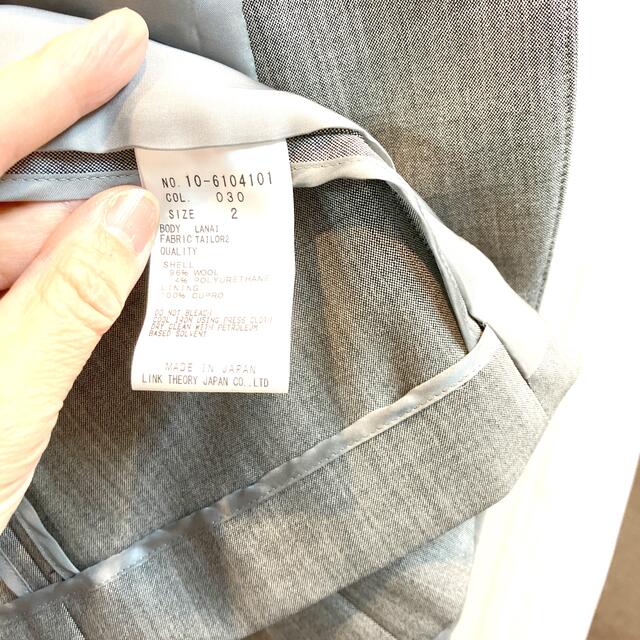 NO. 10-6104101
COL. 030
SIZE 2
BODY LANAI
FABRIC TAILOR2
QUALITY
SHELL
96% WOOL
4% POLYURETHANE
LINING
100% CUPRO
DO NOT BLEACH
COOL IRON USING PRESS CLOTH
DRY CLEAN WITH PETROLEUM
BASED SOLVENT
MADE IN JAPAN
LINK THEORY JAPAN CO.,LTD